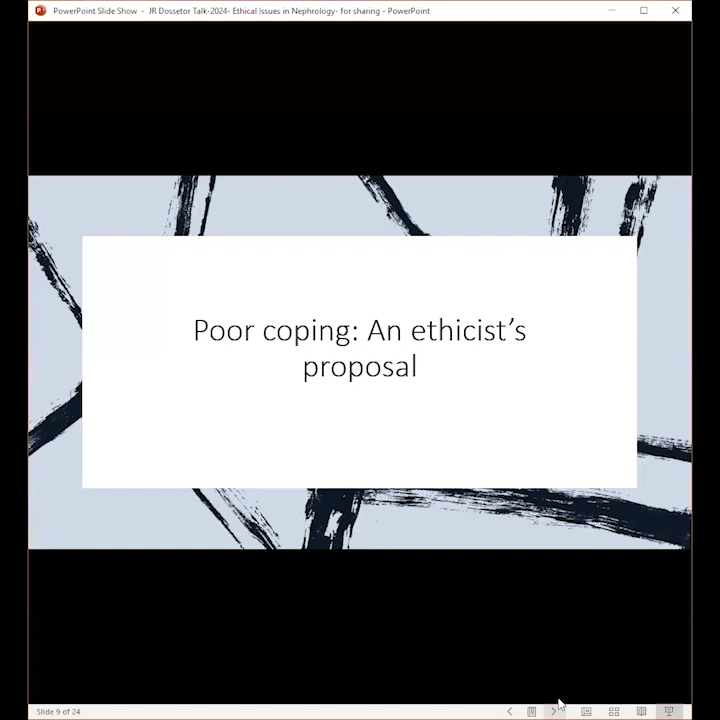 PowerPoint Slide Show - JR Dossetor Talk-2024- Ethical Issues in Nephrology- for sharing - PowerPoint
Poor coping: An ethicist’s
proposal
Slide 9 of 24